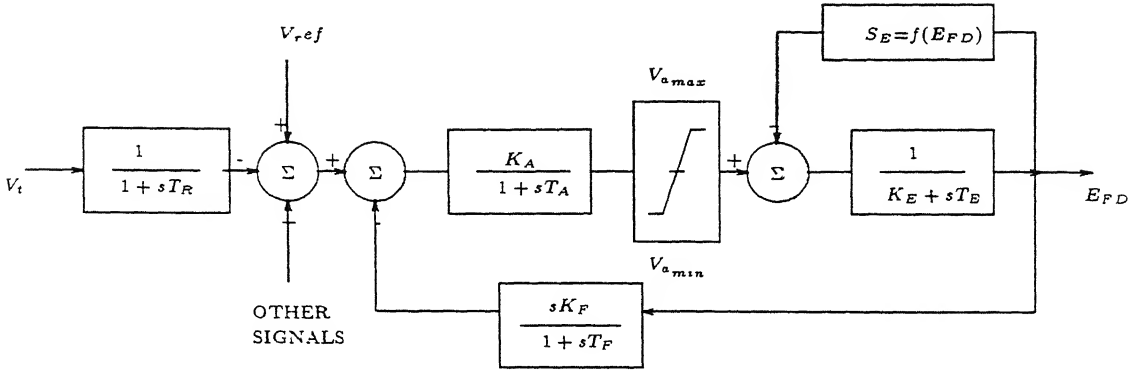 V_ref
S_E=f(E_FD)
V_a_max
+
-
1
-
+
Σ
+
-
Σ
K_A
+
Σ
1
V_t
1 + sT_R
1 + sT_A
K_E + sT_E
E_FD
+
-
V_a_min
OTHER
SIGNALS
sK_F
1 + sT_F